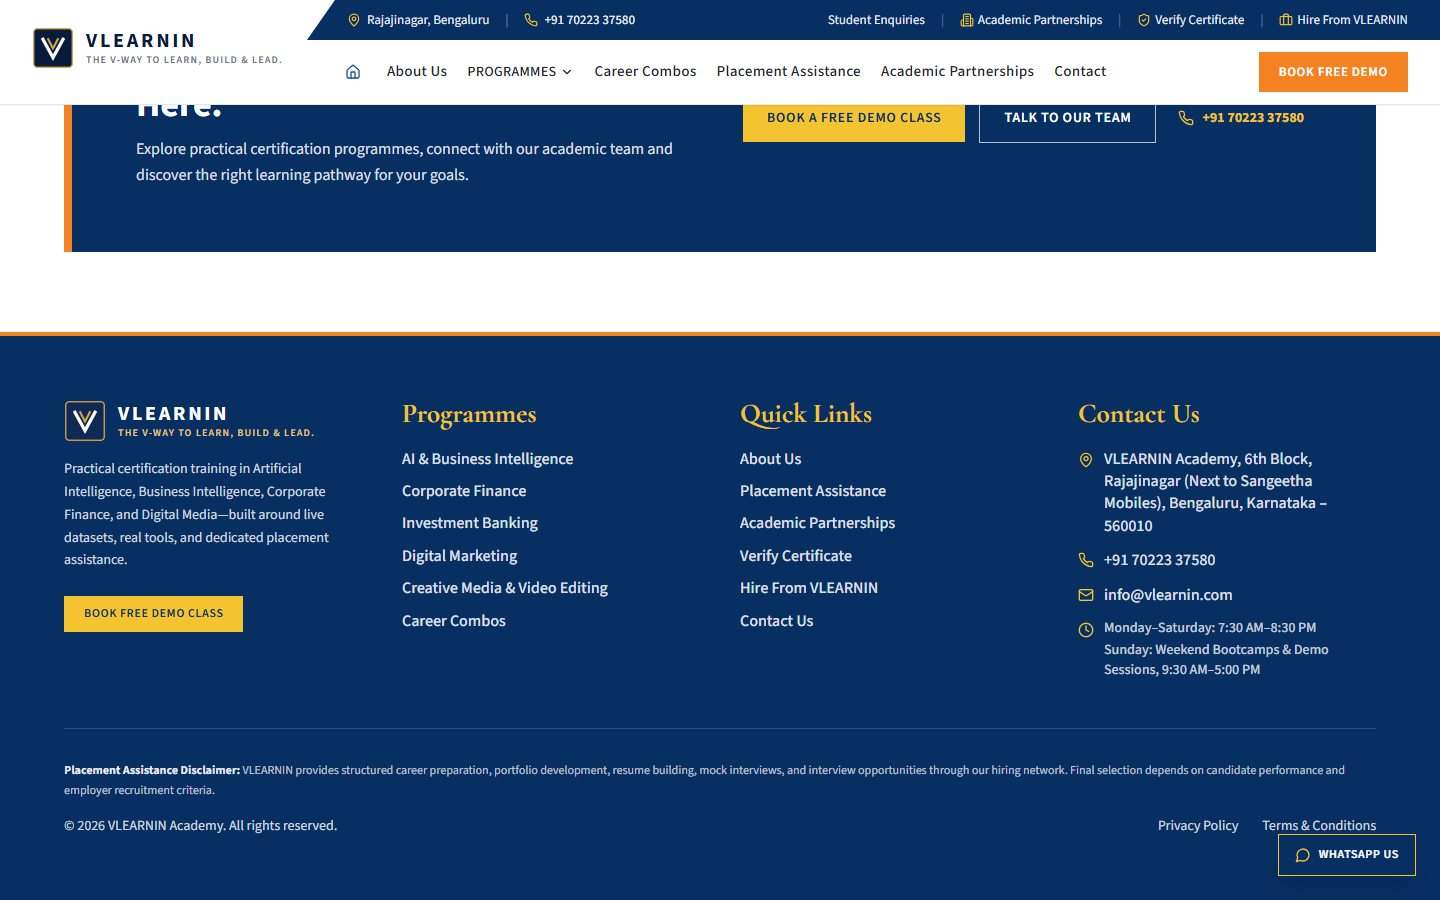 VLEARNIN
THE V-WAY TO LEARN, BUILD & LEAD.
Rajajinagar, Bengaluru
+91 70223 37580
Student Enquiries
Academic Partnerships
Verify Certificate
Hire From VLEARNIN
About Us
PROGRAMMES
Career Combos
Placement Assistance
Academic Partnerships
Contact
BOOK FREE DEMO
Here.
Explore practical certification programmes, connect with our academic team and
discover the right learning pathway for your goals.
BOOK A FREE DEMO CLASS
TALK TO OUR TEAM
+91 70223 37580
VLEARNIN
THE V-WAY TO LEARN, BUILD & LEAD.
Practical certification training in Artificial
Intelligence, Business Intelligence, Corporate
Finance, and Digital Media—built around live
datasets, real tools, and dedicated placement
assistance.
BOOK FREE DEMO CLASS
Programmes
AI & Business Intelligence
Corporate Finance
Investment Banking
Digital Marketing
Creative Media & Video Editing
Career Combos
Quick Links
About Us
Placement Assistance
Academic Partnerships
Verify Certificate
Hire From VLEARNIN
Contact Us
Contact Us
VLEARNIN Academy, 6th Block,
Rajajinagar (Next to Sangeetha
Mobiles), Bengaluru, Karnataka –
560010
+91 70223 37580
info@vlearnin.com
Monday–Saturday: 7:30 AM–8:30 PM
Sunday: Weekend Bootcamps & Demo
Sessions, 9:30 AM–5:00 PM
Placement Assistance Disclaimer: VLEARNIN provides structured career preparation, portfolio development, resume building, mock interviews, and interview opportunities through our hiring network. Final selection depends on candidate performance and
employer recruitment criteria.
© 2026 VLEARNIN Academy. All rights reserved.
Privacy Policy
Terms & Conditions
WHATSAPP US